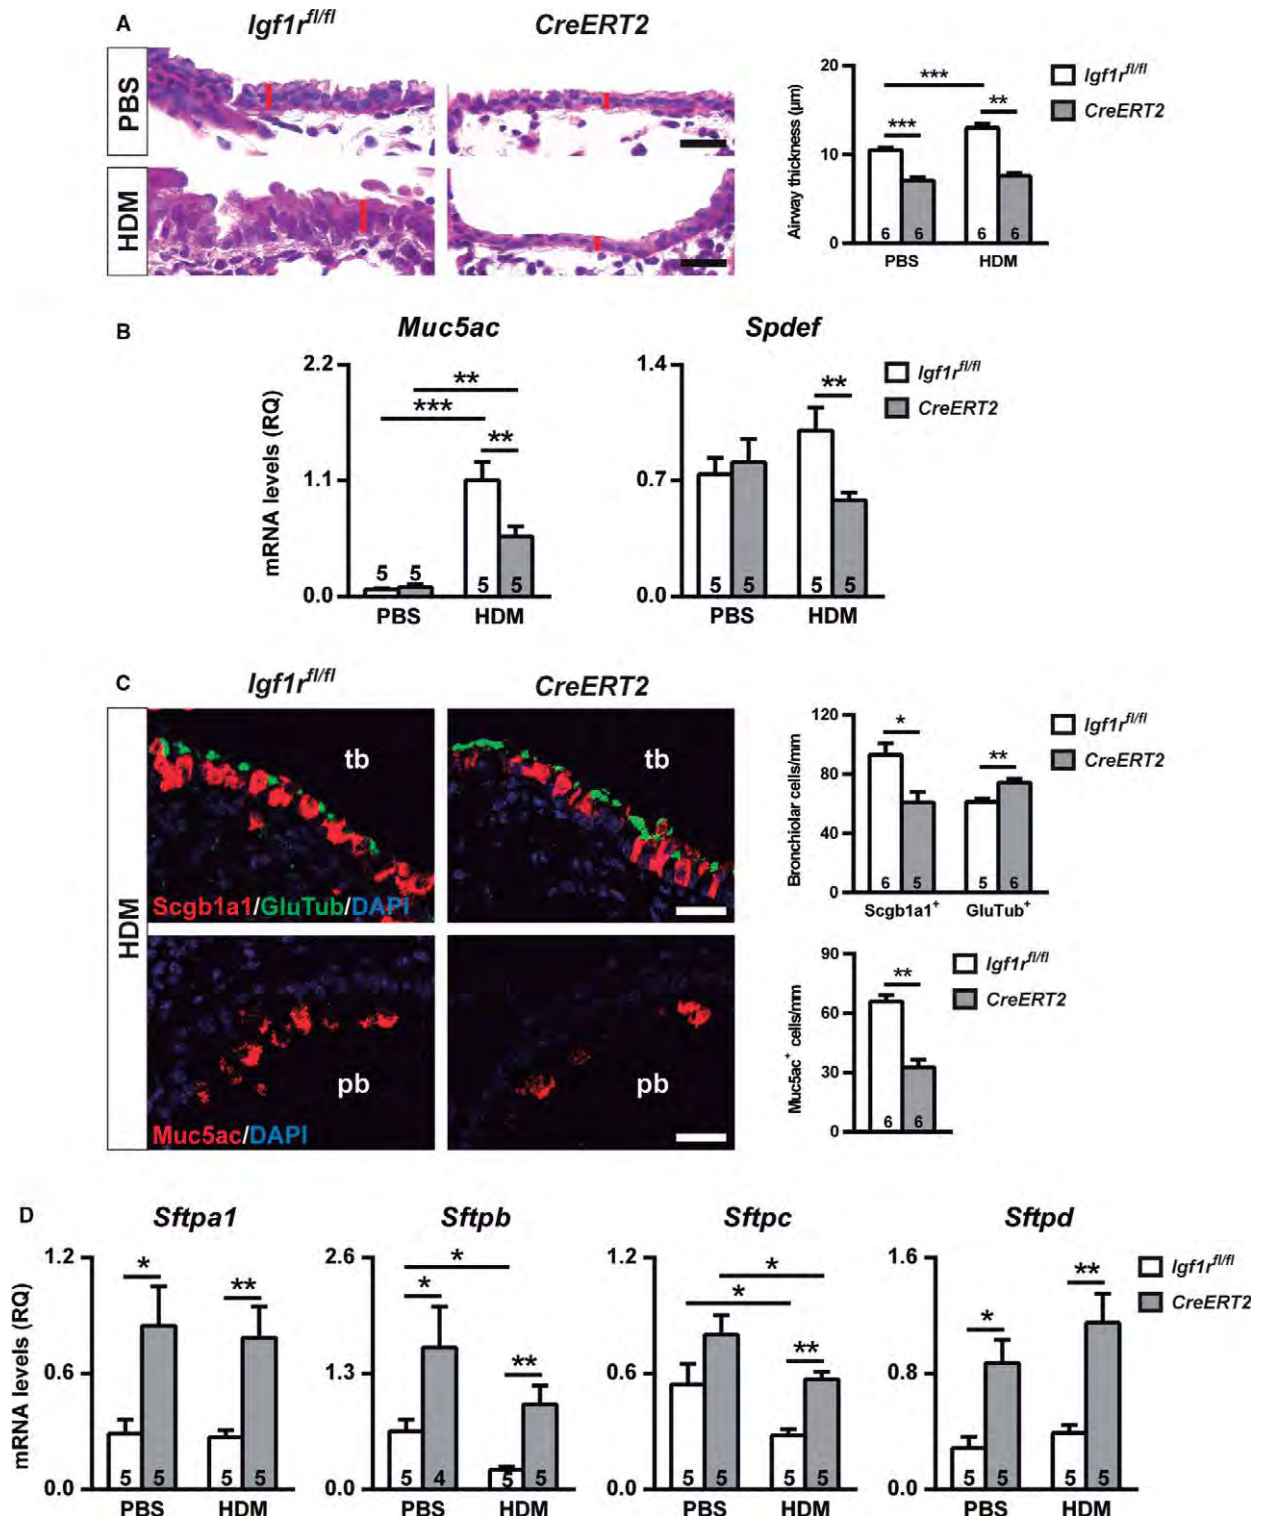 A
Igf1r^fl/fl CreERT2
PBS
HDM
Airway thickness (µm)
20
10
0
***
***
**
6 6 6 6
PBS HDM
Igf1r^fl/fl
CreERT2
B
Muc5ac
mRNA levels (RQ)
2.2
1.1
0.0
**
***
**
5 5 5 5
PBS HDM
Spdef
1.4
0.7
0.0
**
5 5 5 5
PBS HDM
Igf1r^fl/fl
CreERT2
C
Igf1r^fl/fl CreERT2
HDM
tb tb
Scgb1a1/GluTub/DAPI
pb pb
Muc5ac/DAPI
Bronchiolar cells/mm
120
80
40
0
*
**
6 5 5 6
Scgb1a1+ GluTub+
Igf1r^fl/fl
CreERT2
Muc5ac+ cells/mm
90
60
30
0
**
6 6
Igf1r^fl/fl
CreERT2
D
Sftpa1
mRNA levels (RQ)
1.2
0.6
0.0
*
**
5 5 5 5
PBS HDM
Sftpb
2.6
1.3
0.0
*
*
**
5 4 5 5
PBS HDM
Sftpc
1.2
0.6
0.0
*
*
**
5 5 5 5
PBS HDM
Sftpd
1.6
0.8
0.0
*
**
5 5 5 5
PBS HDM
Igf1r^fl/fl
CreERT2